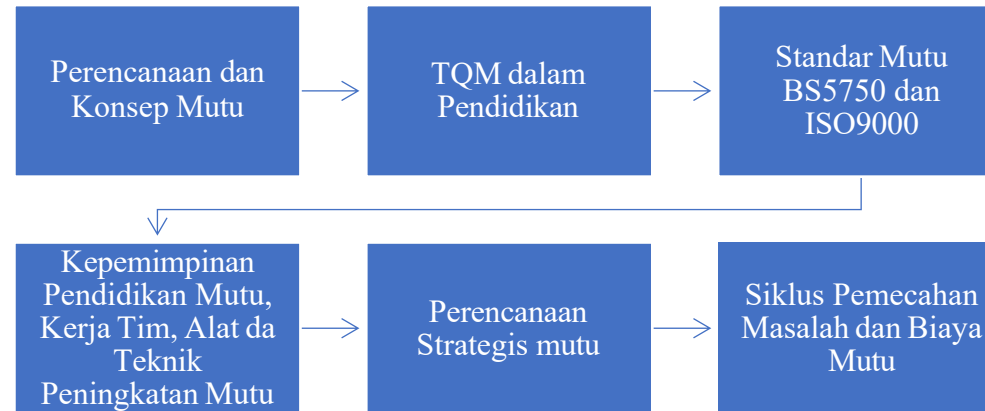 Perencanaan dan
Konsep Mutu
TQM dalam
Pendidikan
Standar Mutu
BS5750 dan
ISO9000
Kepemimpinan
Pendidikan Mutu,
Kerja Tim, Alat da
Teknik
Peningkatan Mutu
Perencanaan
Strategis mutu
Siklus Pemecahan
Masalah dan Biaya
Mutu